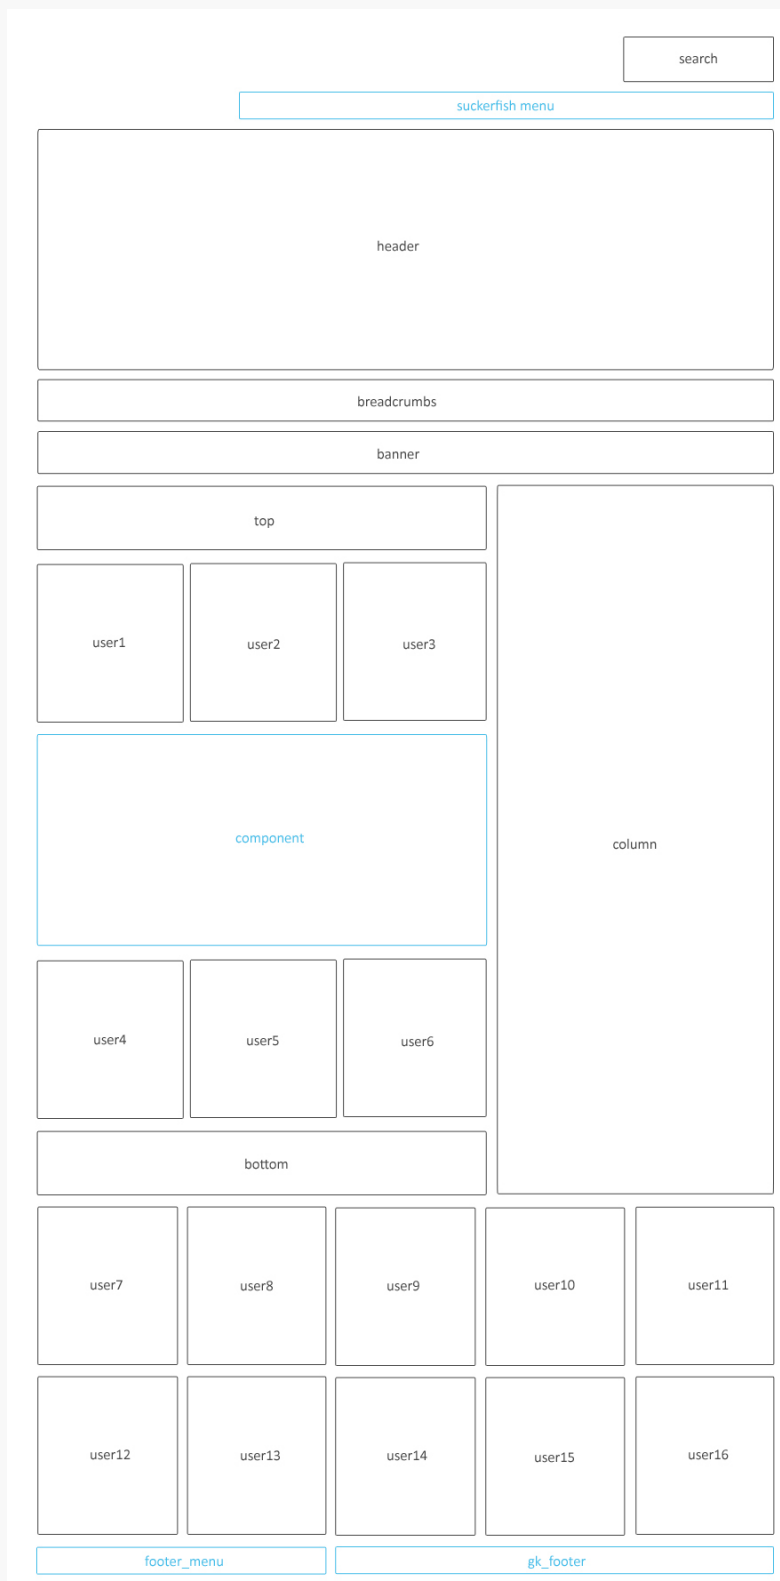 search
suckerfish menu
header
breadcrumbs
banner
top
user1
user2
user3
component
column
user4
user5
user6
bottom
user7
user8
user9
user10
user11
user12
user13
user14
user15
user16
footer_menu
gk_footer